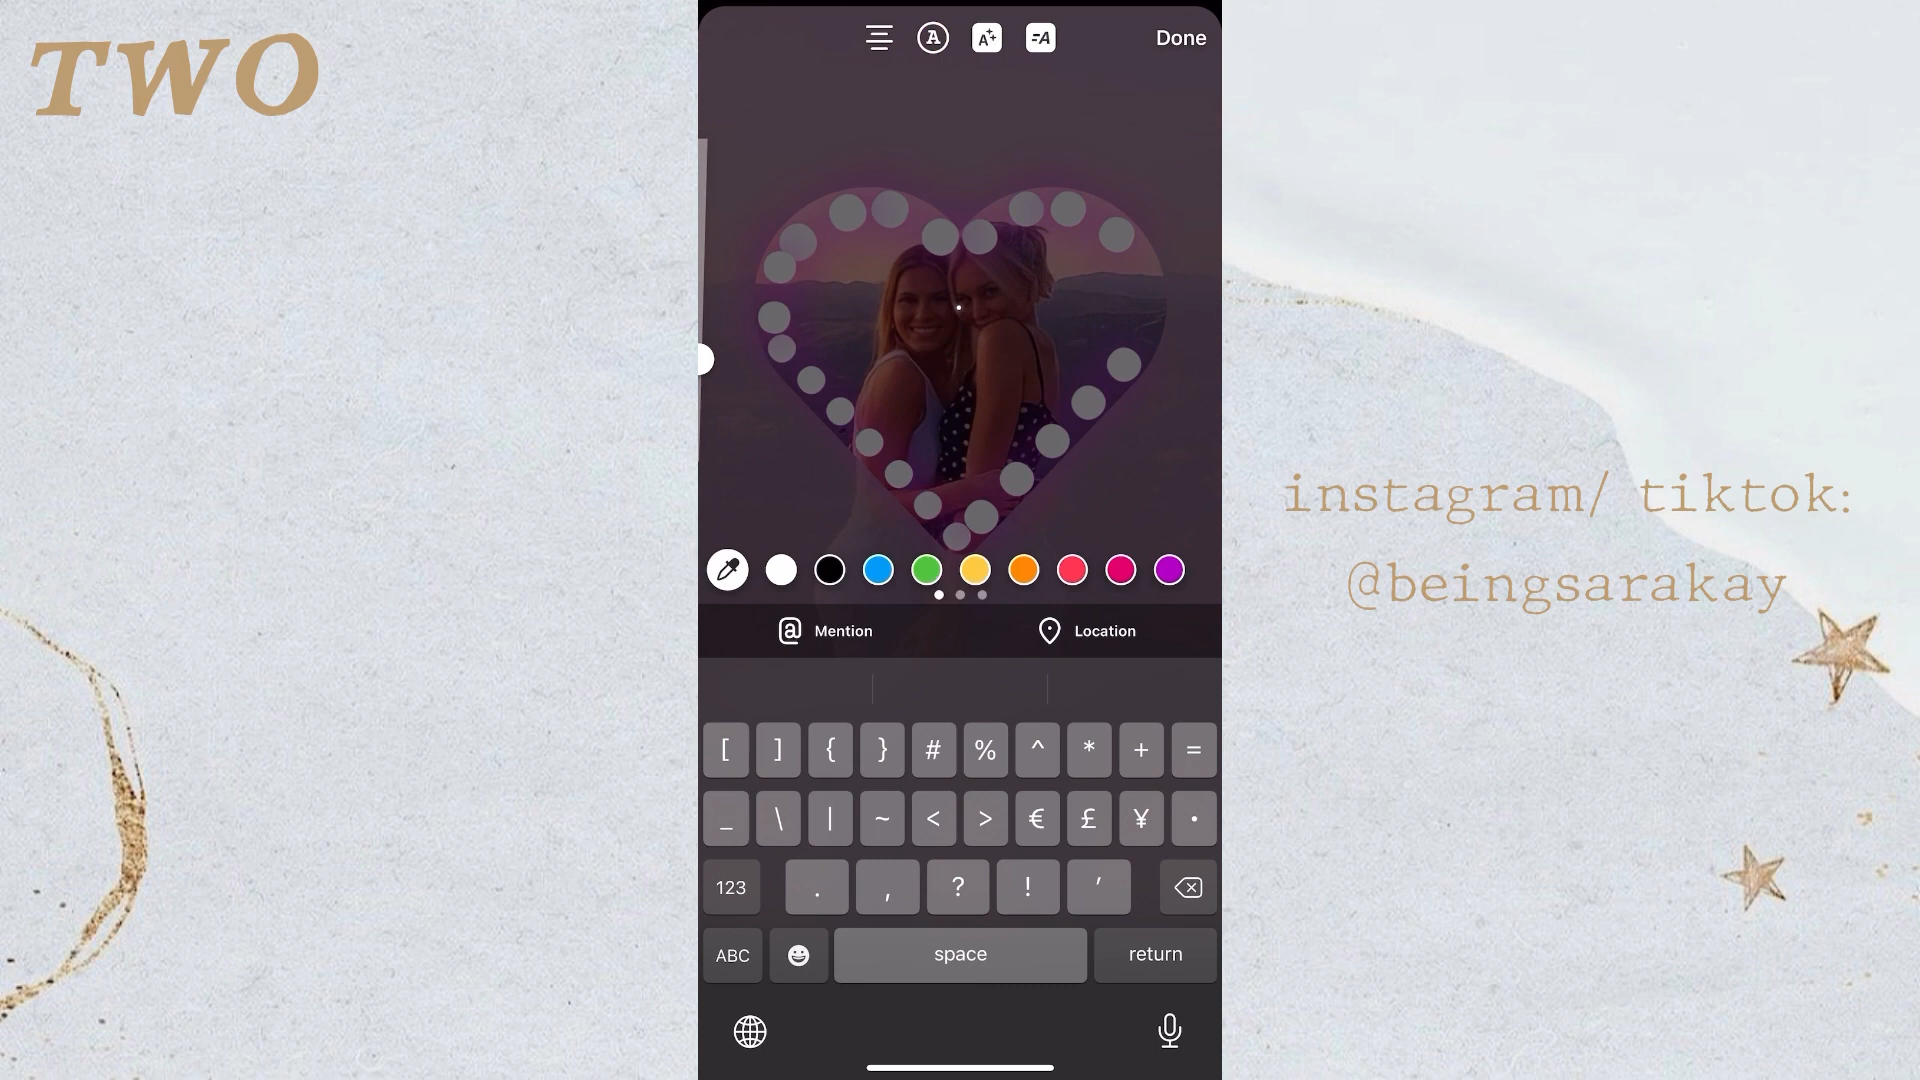 TWO
Done
instagram/ tiktok:
@beingsarakay
Mention
Location
[ ] { } # % ^ * + =
_ \ | ~ < > € £ ¥ •
123 . , ? ! ’
ABC space return